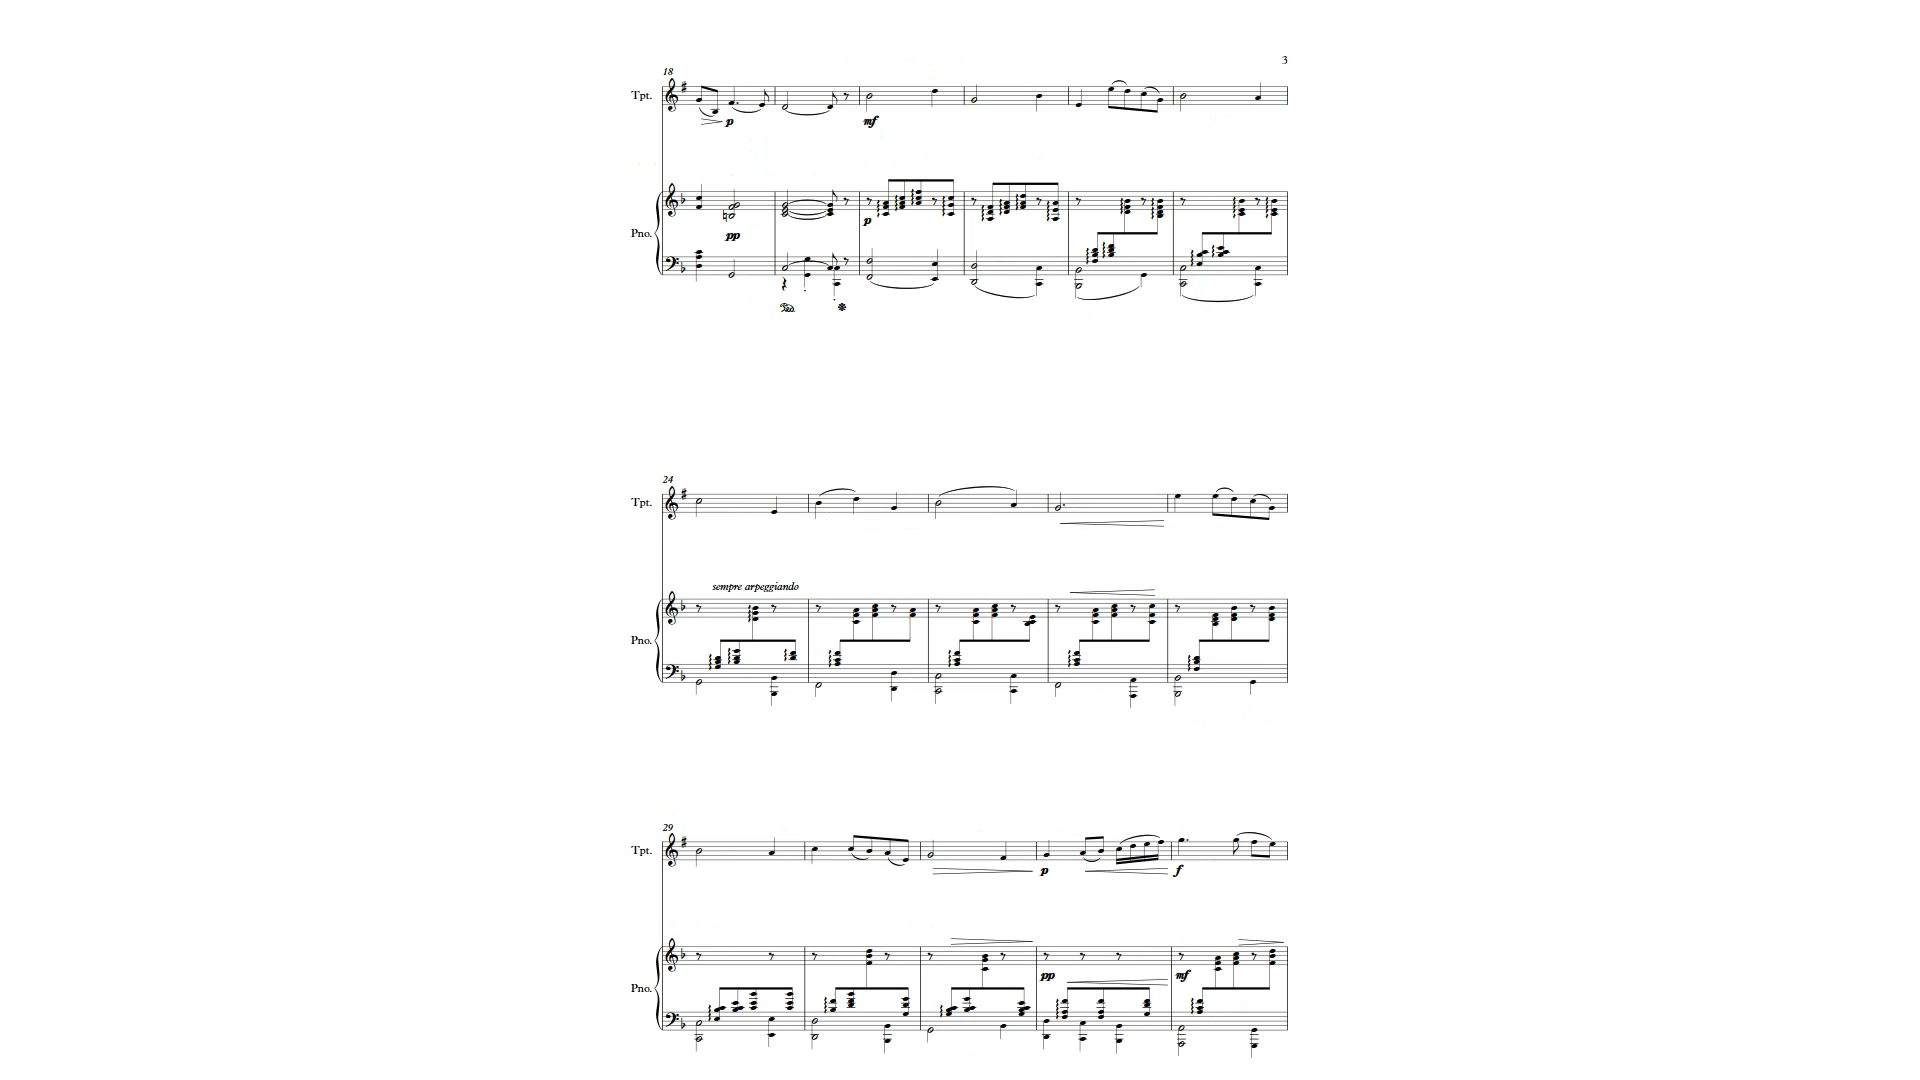 3
18
Tpt.
p
mf
Pno.
pp
p
24
Tpt.
sempre arpeggiando
Pno.
29
Tpt.
p
f
Pno.
pp
mf